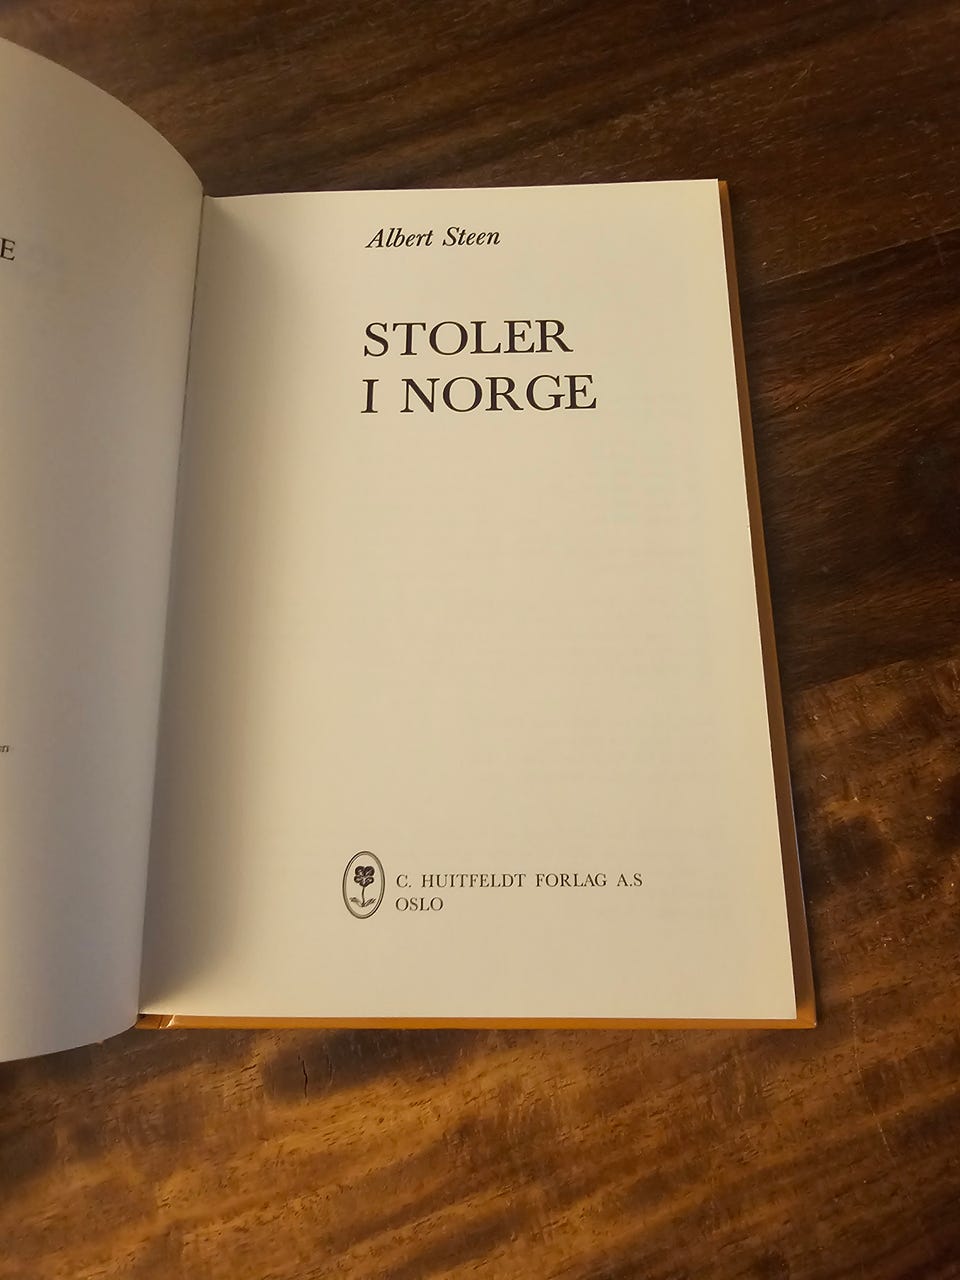 E
Albert Steen
STOLER
I NORGE
C. HUITFELDT FORLAG A.S
OSLO